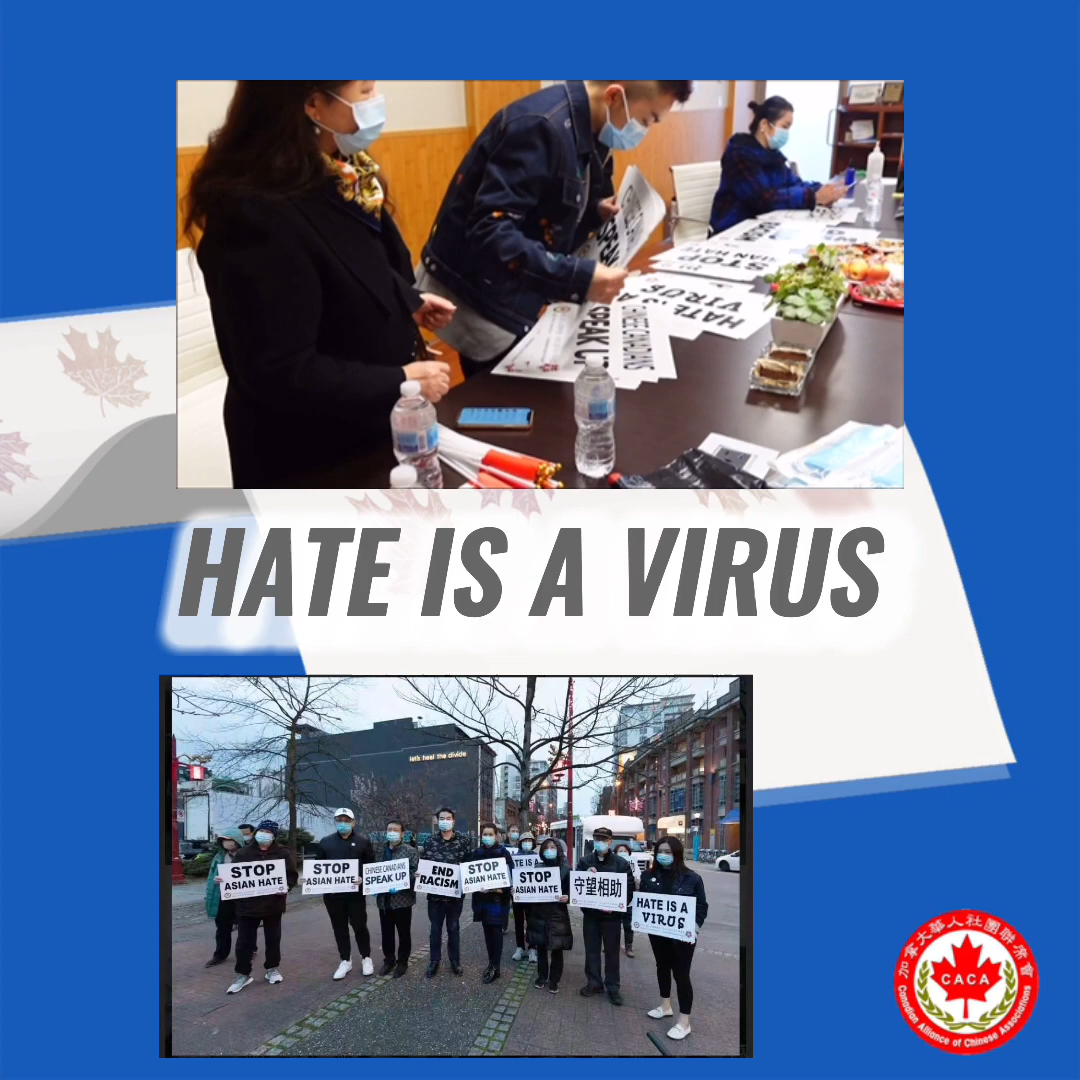 SPEAK UP
CHINESE CANADIANS
HATE IS A
VIRUS
STOP
HATE IS A VIRUS
let's heal the divide
STOP
ASIAN HATE
STOP
ASIAN HATE
CHINESE CANADIANS
SPEAK UP
END
RACISM
STOP
ASIAN HATE
STOP
ASIAN HATE
守望相助
HATE IS A
VIRUS
加拿大華人社團聯席會
CACA
Canadian Alliance of Chinese Associations